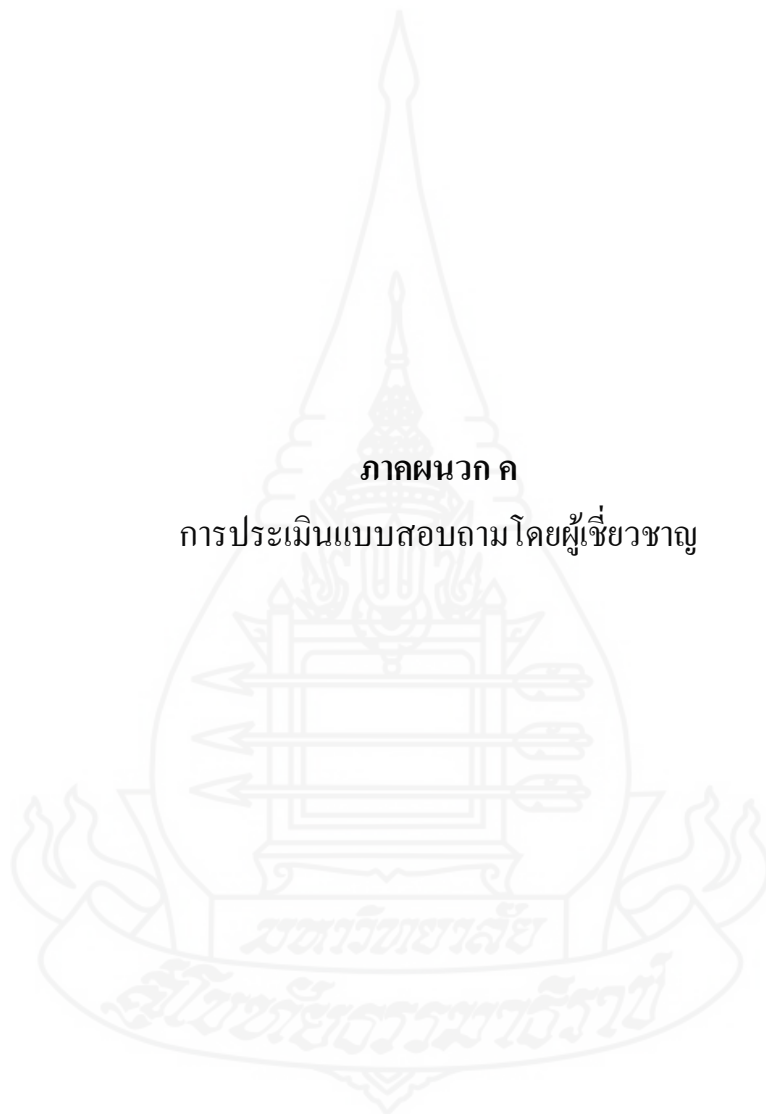 ภาคผนวก ค
การประเมินแบบสอบถามโดยผู้เชี่ยวชาญ
มหาวิทยาลัย
สุโขทัยธรรมาธิราช